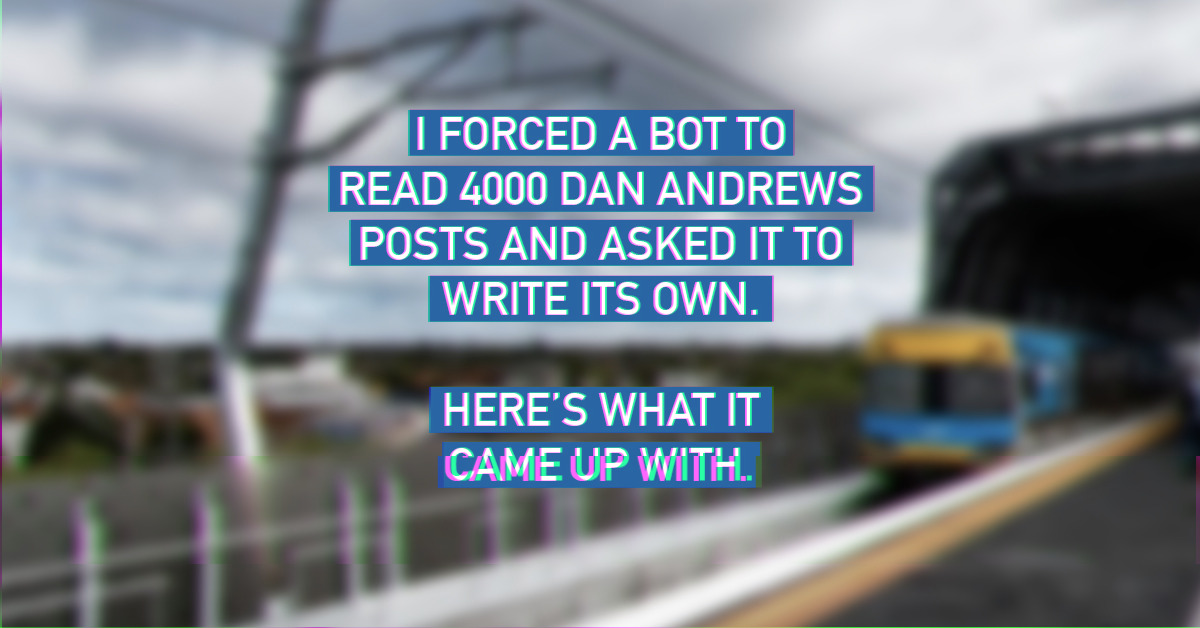 I FORCED A BOT TO
READ 4000 DAN ANDREWS
POSTS AND ASKED IT TO
WRITE ITS OWN.
HERE'S WHAT IT
CAME UP WITH.